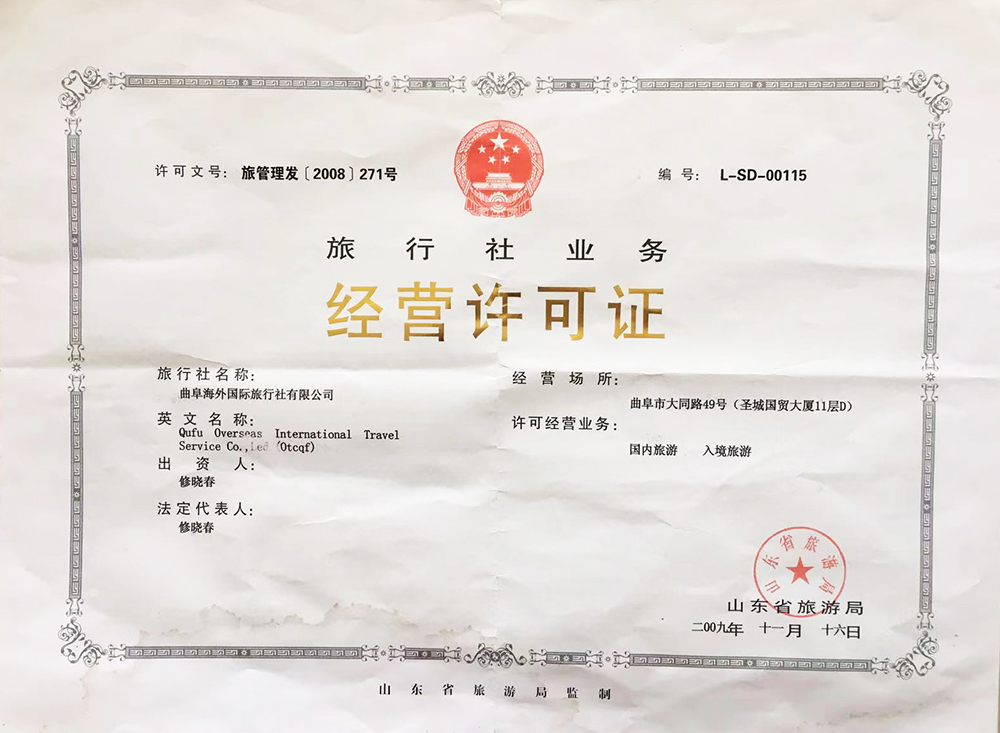 许可文号：旅管理发〔2008〕271号
编号：L-SD-00115
旅行社业务
经营许可证
旅行社名称：
曲阜海外国际旅行社有限公司
英文名称：
Qufu Overseas International Travel
Service Co.,Led (Otcqf)
出资人：
修晓春
法定代表人：
修晓春
经营场所：
曲阜市大同路49号（圣城国贸大厦11层D）
许可经营业务：
国内旅游 入境旅游
山东省旅游局
山东省旅游局
二00九年 十一月 十六日
山东省旅游局监制